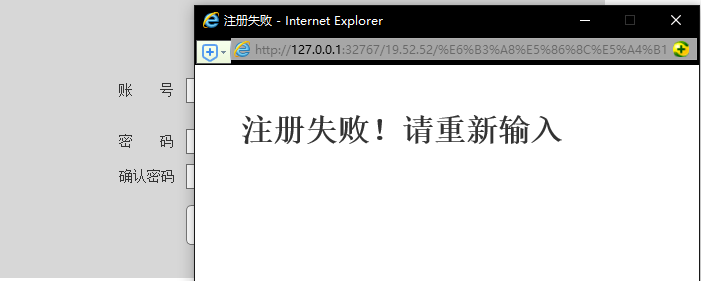 注册失败 - Internet Explorer
http://127.0.0.1:32767/19.52.52/%E6%B3%A8%E5%86%8C%E5%A4%B1
账 号
密 码
确认密码
注册失败！请重新输入